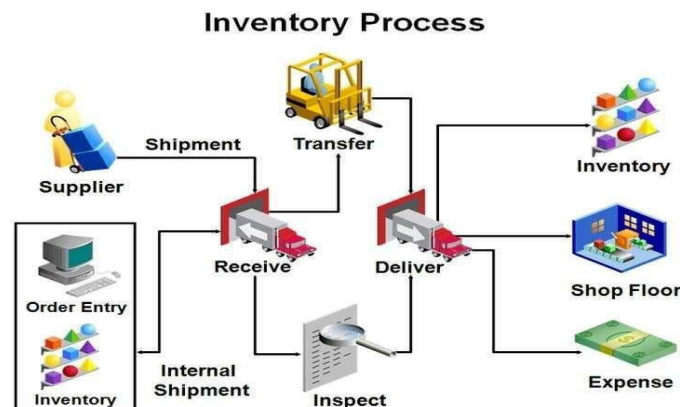 Inventory Process
Shipment
Transfer
Supplier
Inventory
Receive
Deliver
Order Entry
Shop Floor
Inventory
Internal
Shipment
Inspect
Expense